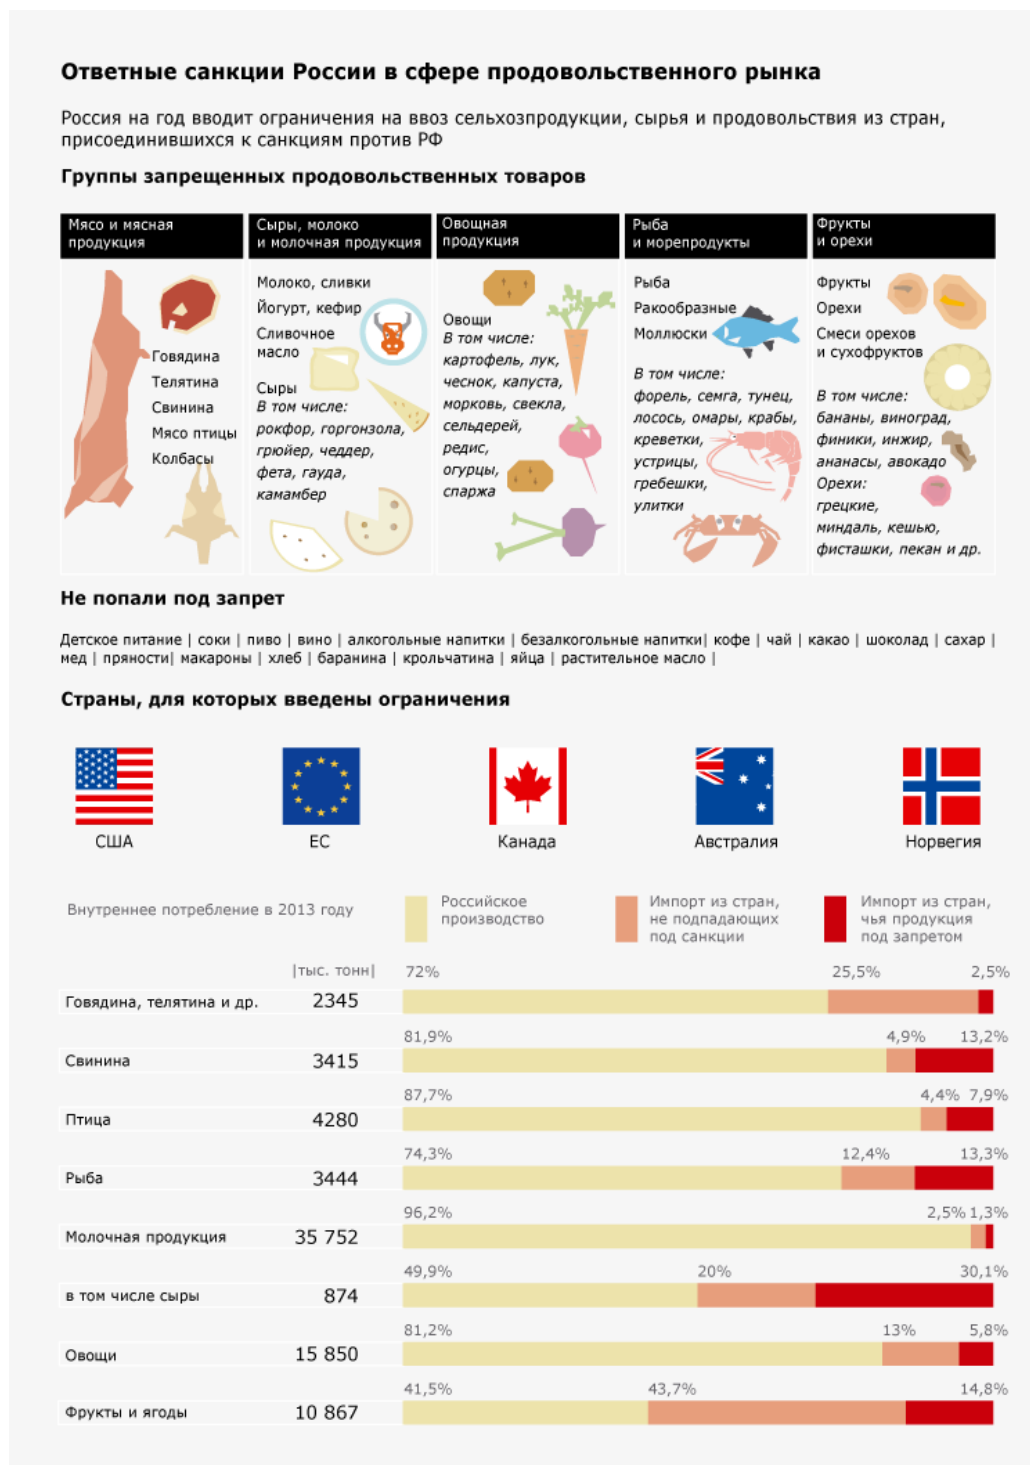 Ответные санкции России в сфере продовольственного рынка
Россия на год вводит ограничения на ввоз сельхозпродукции, сырья и продовольствия из стран,
присоединившихся к санкциям против РФ
Группы запрещенных продовольственных товаров
Мясо и мясная
продукция
Говядина
Телятина
Свинина
Мясо птицы
Колбасы
Сыры, молоко
и молочная продукция
Молоко, сливки
Йогурт, кефир
Сливочное
масло
Сыры
В том числе:
рокфор, горгонзола,
грюйер, чеддер,
фета, гауда,
камамбер
Овощная
продукция
Овощи
В том числе:
картофель, лук,
чеснок, капуста,
морковь, свекла,
сельдерей,
редис,
огурцы,
спаржа
Рыба
и морепродукты
Рыба
Ракообразные
Моллюски
В том числе:
форель, семга, тунец,
лосось, омары, крабы,
креветки,
устрицы,
гребешки,
улитки
Фрукты
и орехи
Фрукты
Орехи
Смеси орехов
и сухофруктов
В том числе:
бананы, виноград,
финики, инжир,
ананасы, авокадо
Орехи:
грецкие,
миндаль, кешью,
фисташки, пекан и др.
Не попали под запрет
Детское питание | соки | пиво | вино | алкогольные напитки | безалкогольные напитки| кофе | чай | какао | шоколад | сахар |
мед | пряности| макароны | хлеб | баранина | крольчатина | яйца | растительное масло |
Страны, для которых введены ограничения
США
ЕС
Канада
Австралия
Норвегия
Внутреннее потребление в 2013 году
Российское
производство
Импорт из стран,
не подпадающих
под санкции
Импорт из стран,
чья продукция
под запретом
|тыс. тонн|
72% 25,5% 2,5%
Говядина, телятина и др. 2345
81,9% 4,9% 13,2%
Свинина 3415
87,7% 4,4% 7,9%
Птица 4280
74,3% 12,4% 13,3%
Рыба 3444
96,2% 2,5% 1,3%
Молочная продукция 35 752
49,9% 20% 30,1%
в том числе сыры 874
81,2% 13% 5,8%
Овощи 15 850
41,5% 43,7% 14,8%
Фрукты и ягоды 10 867